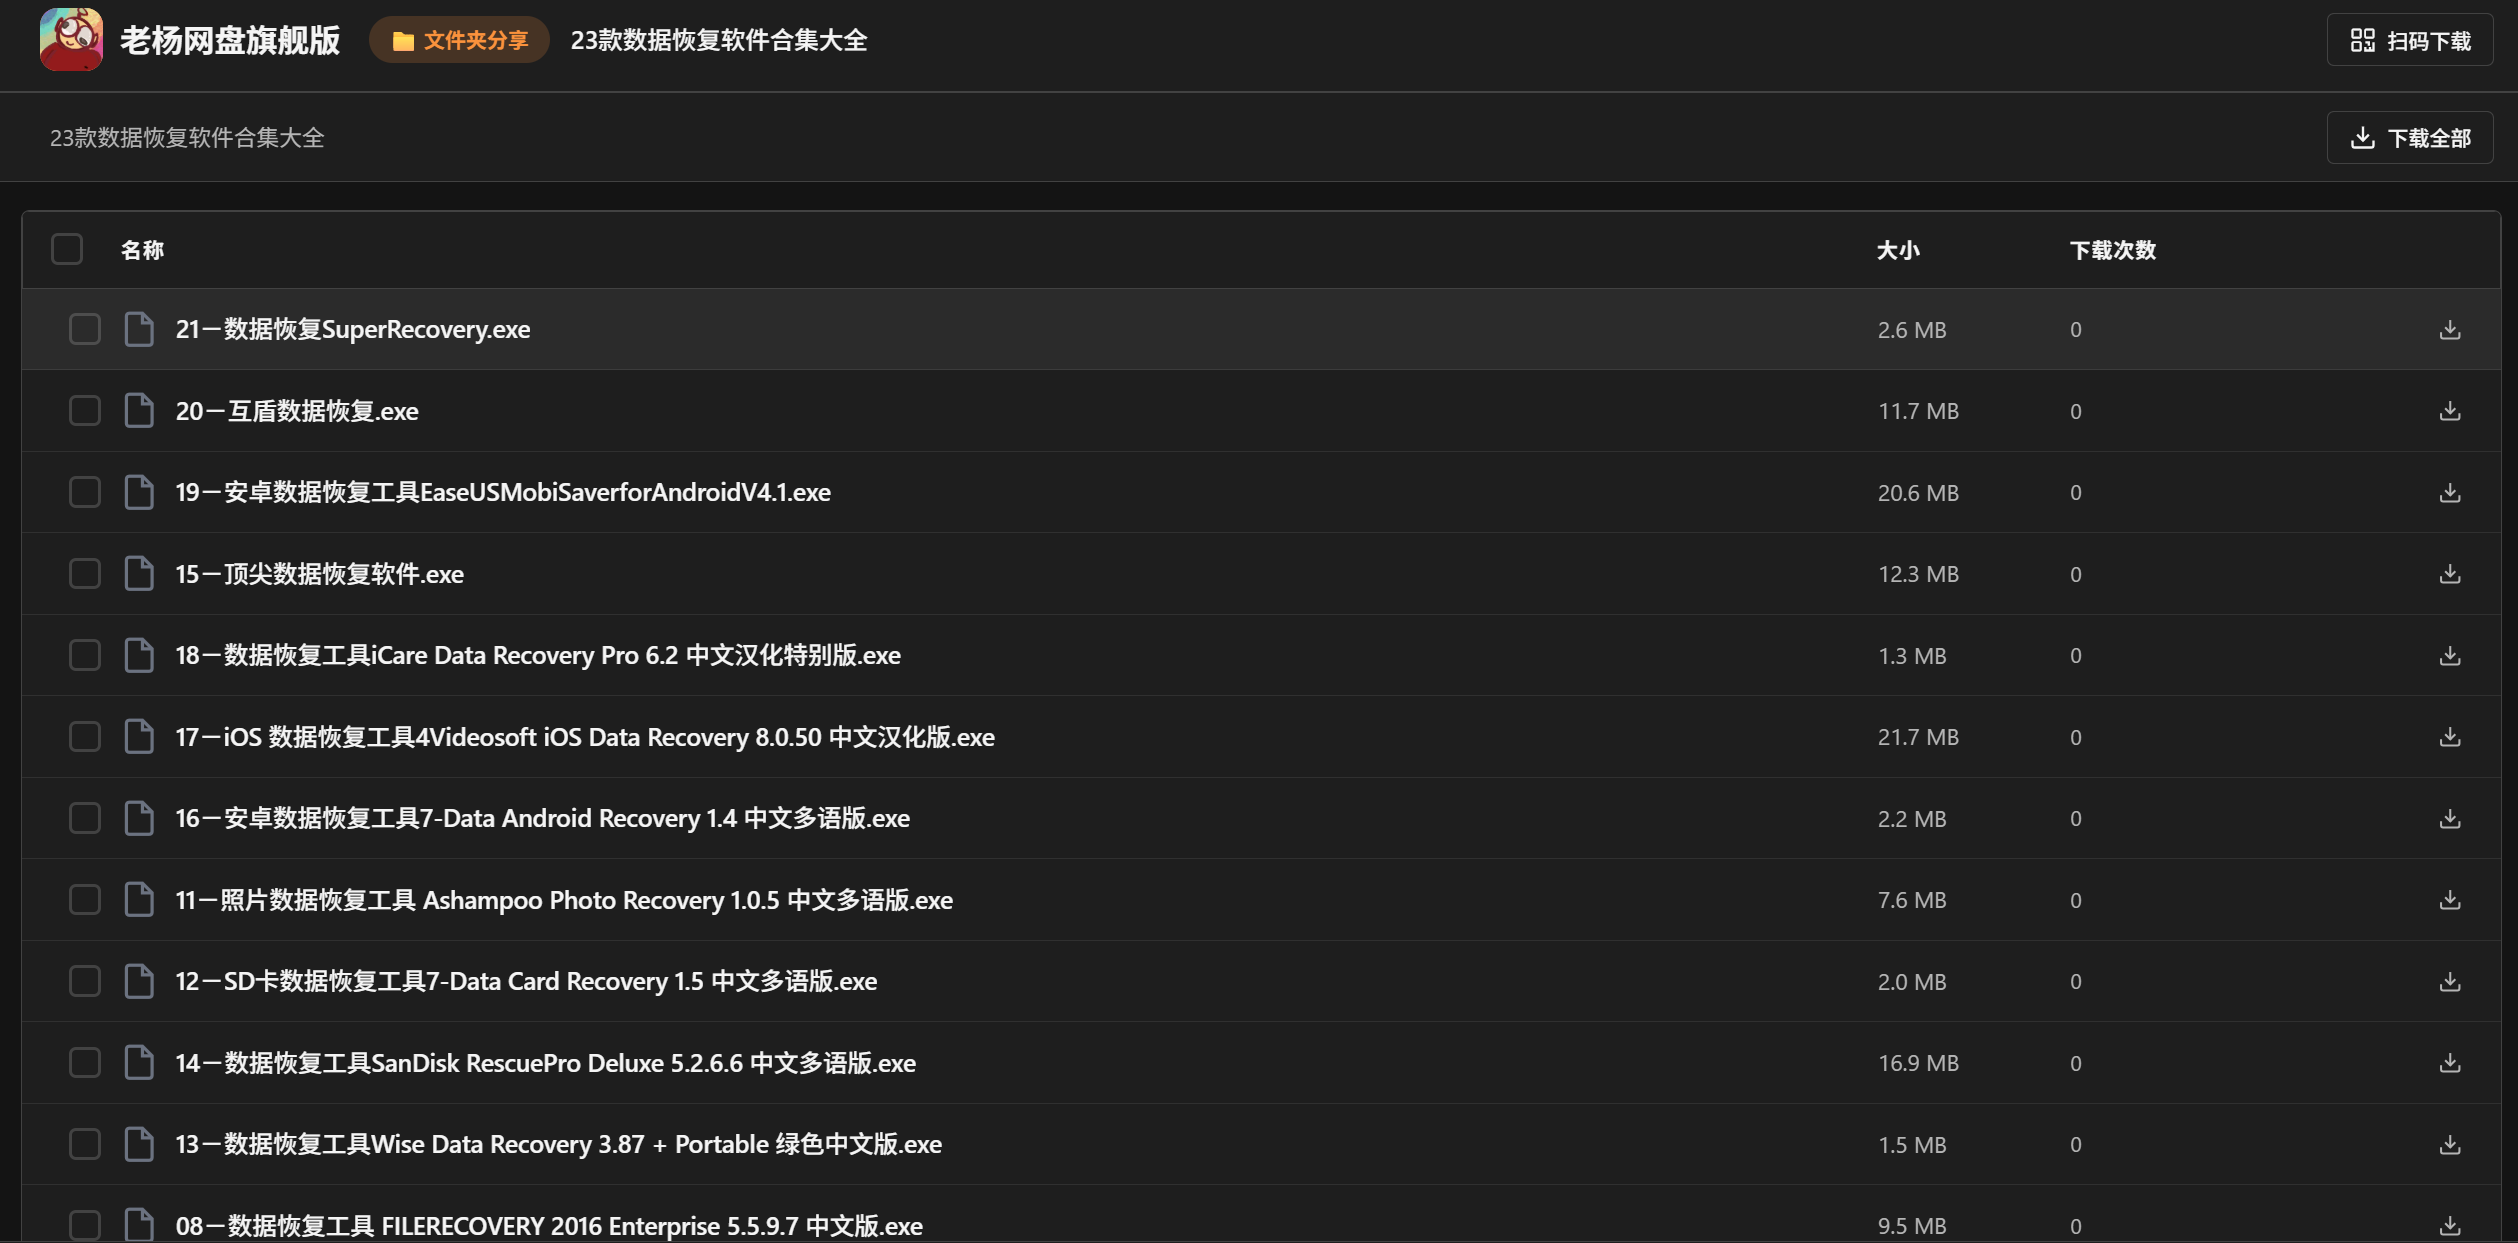 老杨网盘旗舰版 文件夹分享 23款数据恢复软件合集大全 扫码下载
23款数据恢复软件合集大全 下载全部
名称 大小 下载次数
21一数据恢复SuperRecovery.exe 2.6 MB 0
20一互盾数据恢复.exe 11.7 MB 0
19一安卓数据恢复工具EaseUSMobiSaverforAndroidV4.1.exe 20.6 MB 0
15一顶尖数据恢复软件.exe 12.3 MB 0
18一数据恢复工具iCare Data Recovery Pro 6.2 中文汉化特别版.exe 1.3 MB 0
17一iOS 数据恢复工具4Videosoft iOS Data Recovery 8.0.50 中文汉化版.exe 21.7 MB 0
16一安卓数据恢复工具7-Data Android Recovery 1.4 中文多语版.exe 2.2 MB 0
11一照片数据恢复工具 Ashampoo Photo Recovery 1.0.5 中文多语版.exe 7.6 MB 0
12一SD卡数据恢复工具7-Data Card Recovery 1.5 中文多语版.exe 2.0 MB 0
14一数据恢复工具SanDisk RescuePro Deluxe 5.2.6.6 中文多语版.exe 16.9 MB 0
13一数据恢复工具Wise Data Recovery 3.87 + Portable 绿色中文版.exe 1.5 MB 0
08一数据恢复工具 FILERECOVERY 2016 Enterprise 5.5.9.7 中文版.exe 9.5 MB 0